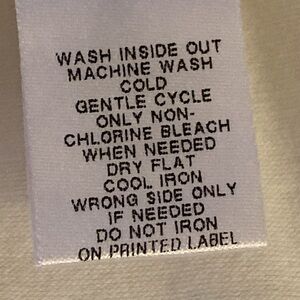 WASH INSIDE OUT
MACHINE WASH
COLD
GENTLE CYCLE
ONLY NON-
CHLORINE BLEACH
WHEN NEEDED
DRY FLAT
COOL IRON
WRONG SIDE ONLY
IF NEEDED
DO NOT IRON
ON PRINTED LABEL